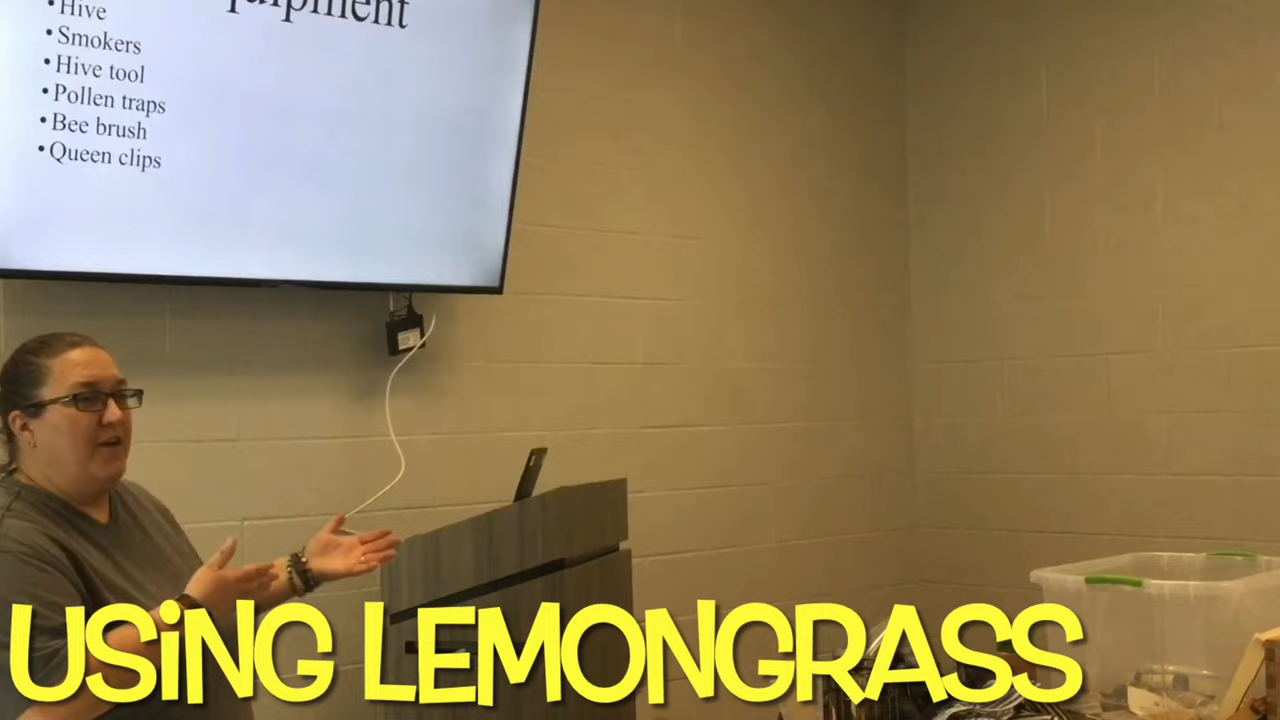 • Hive
• Smokers
• Hive tool
• Pollen traps
• Bee brush
• Queen clips
USiNG LEMONGRASS